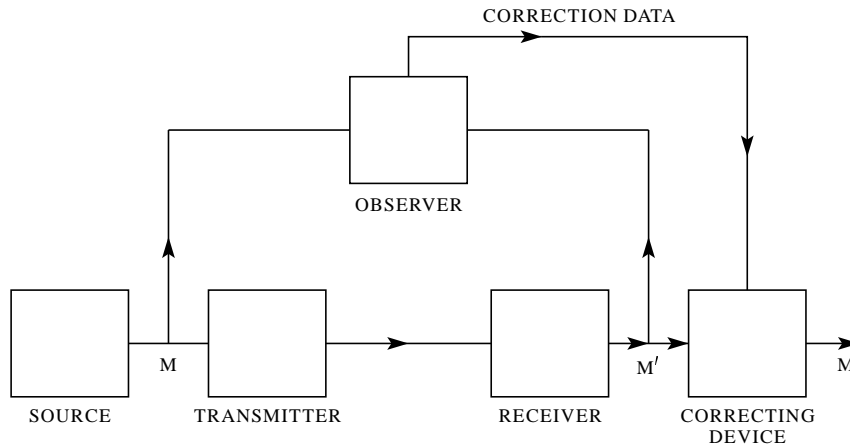 CORRECTION DATA
OBSERVER
M
M′
M
SOURCE
TRANSMITTER
RECEIVER
CORRECTING
DEVICE